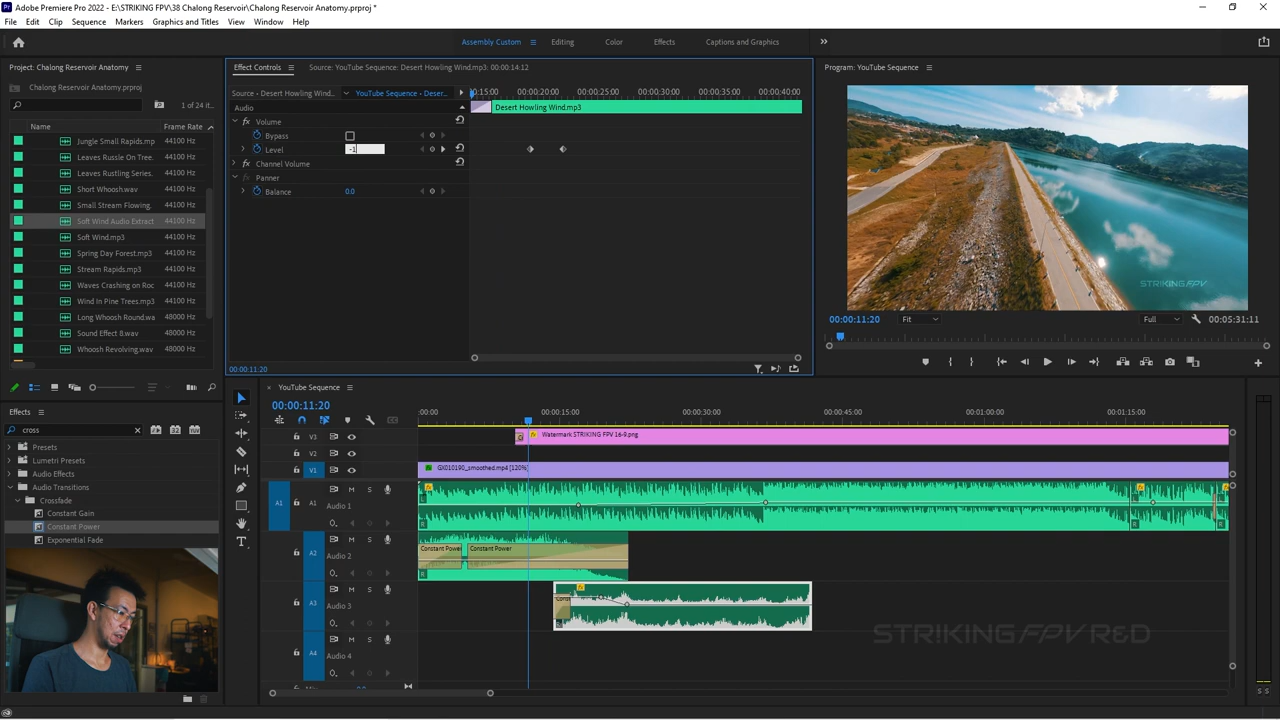 Adobe Premiere Pro 2022 - E:\STRIKING FPV\38 Chalong Reservoir\Chalong Reservoir Anatomy.prproj *
File Edit Clip Sequence Markers Graphics and Titles View Window Help
Assembly Custom Editing Color Effects Captions and Graphics
Project: Chalong Reservoir Anatomy
Chalong Reservoir Anatomy.prproj
1 of 24 it...
Name Frame Rate
Jungle Small Rapids.mp 44100 Hz
Leaves Russle On Tree. 44100 Hz
Leaves Rustling Series. 44100 Hz
Short Whoosh.wav 44100 Hz
Small Stream Flowing. 44100 Hz
Soft Wind Audio Extract 44100 Hz
Soft Wind.mp3 44100 Hz
Spring Day Forest.mp3 44100 Hz
Stream Rapids.mp3 44100 Hz
Waves Crashing on Roc 44100 Hz
Wind In Pine Trees.mp3 44100 Hz
Long Whoosh Round.wa 48000 Hz
Sound Effect 8.wav 48000 Hz
Whoosh Revolving.wav 48000 Hz
Effect Controls
Source: YouTube Sequence: Desert Howling Wind.mp3: 00:00:14:12
Source • Desert Howling Wind... YouTube Sequence • Deser...
00:15:00 00:00:20:00 00:00:25:00 00:00:30:00 00:00:35:00 00:00:40:00
Audio
Desert Howling Wind.mp3
fx Volume
Bypass
Level -1
fx Channel Volume
fx Panner
Balance 0.0
00:00:11:20
Program: YouTube Sequence
STRIKINGFPV
00:00:11:20 Fit Full 00:05:31:11
Effects
cross
Presets
Lumetri Presets
Audio Effects
Audio Transitions
Crossfade
Constant Gain
Constant Power
Exponential Fade
YouTube Sequence
00:00:11:20
:00:00 00:00:15:00 00:00:30:00 00:00:45:00 00:01:00:00 00:01:15:00
V3 fx Watermark STRIKING FPV 16-9.png
V2
V1 GX010190_smoothed.mp4 [120%]
A1 A1 M S
Audio 1
L
R
A2 M S
Audio 2
Constant Powe Constant Power
R
A3 M S
Audio 3
A4 M S
Audio 4
STRIKINGFPV R&D
S S